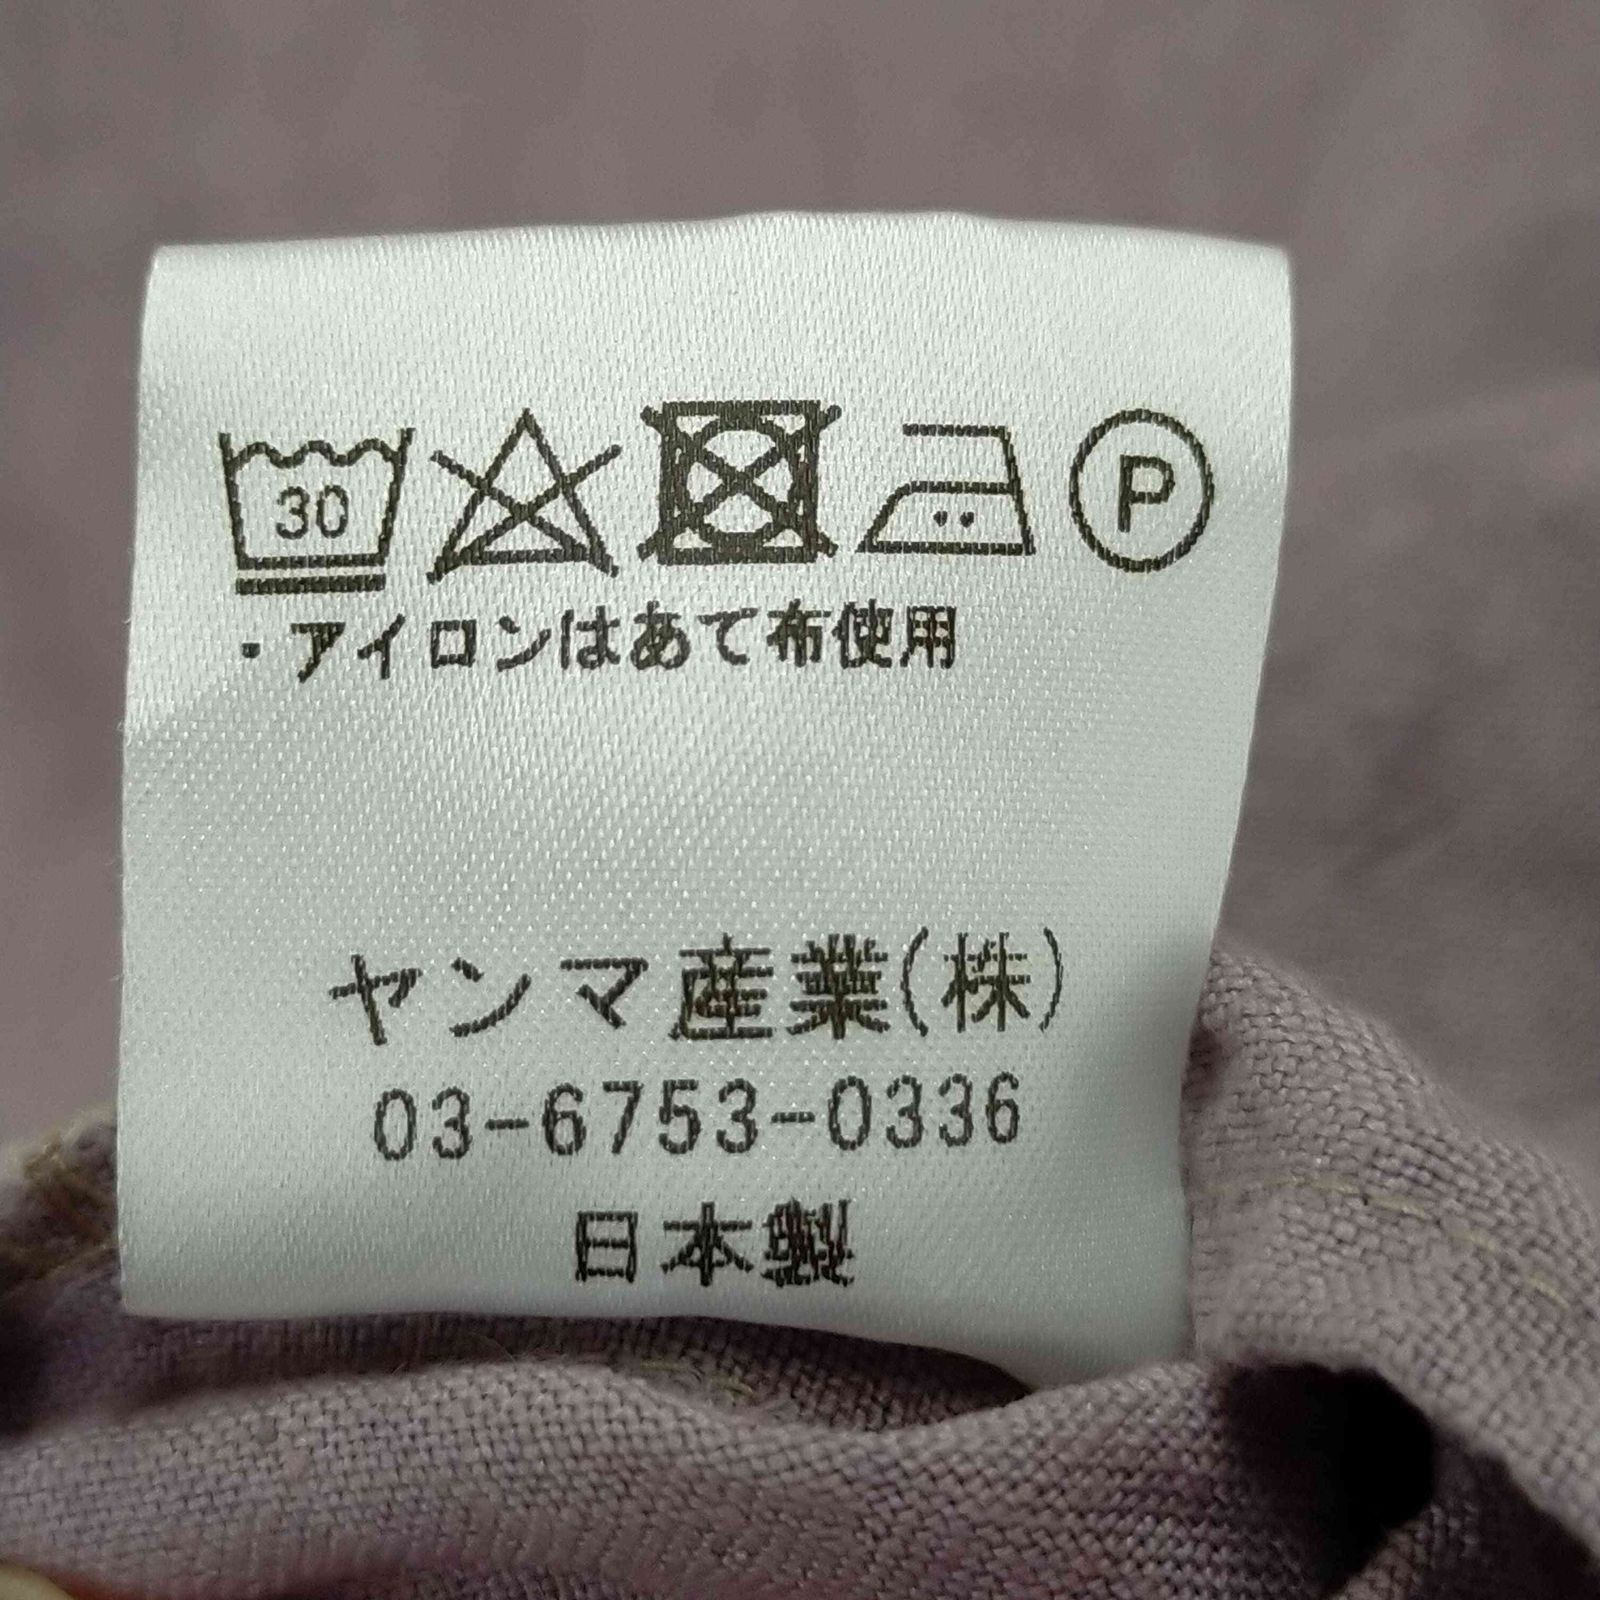 30 P
・アイロンはあて布使用
ヤンマ産業(株)
03-6753-0336
日本製